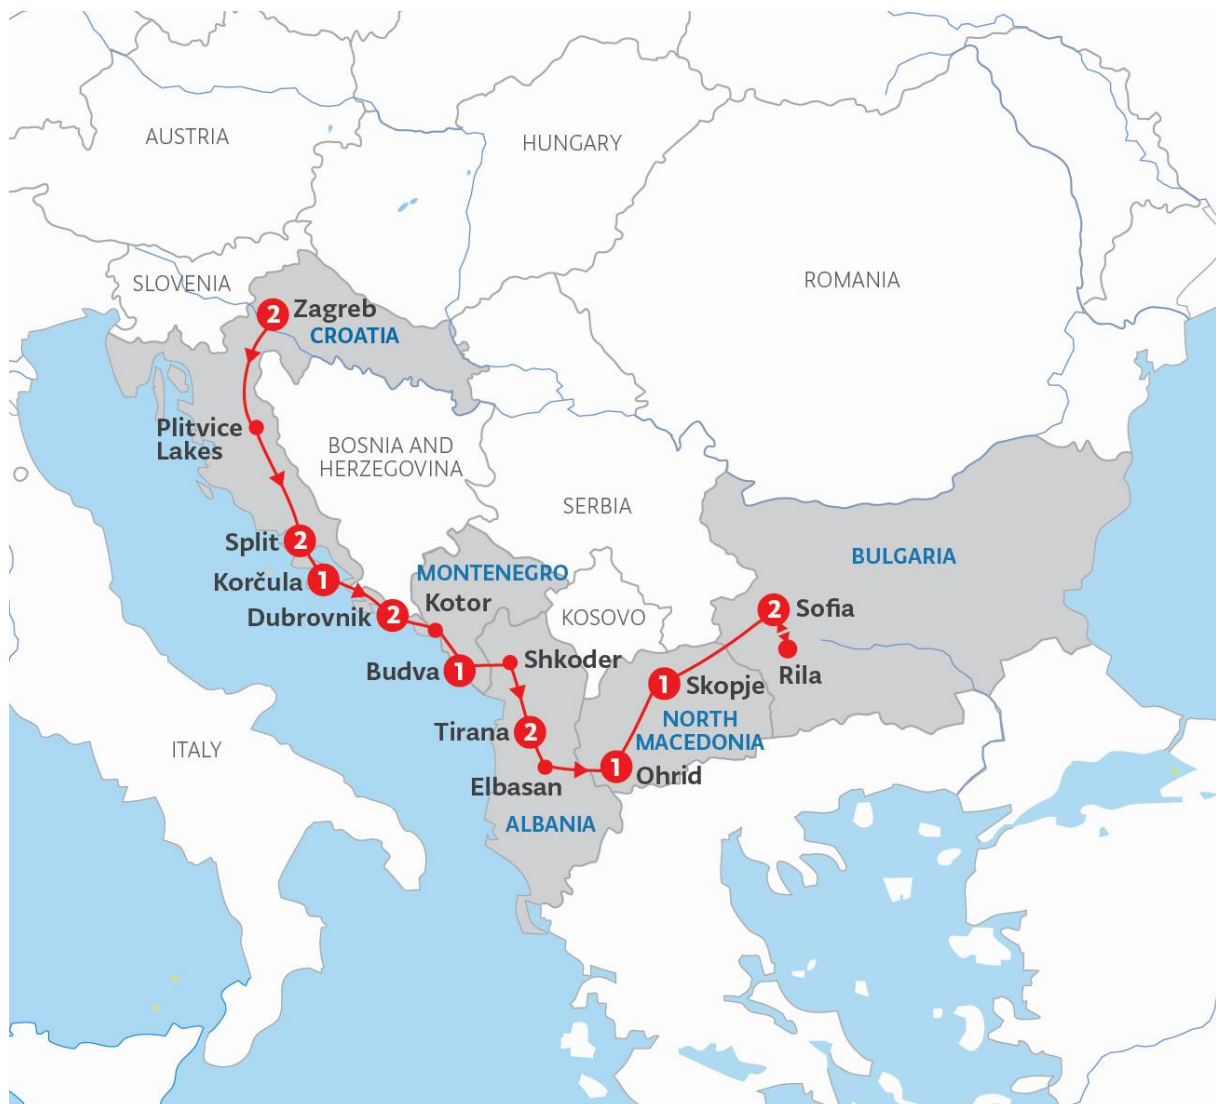 AUSTRIA
HUNGARY
SLOVENIA
ROMANIA
2 Zagreb
CROATIA
Plitvice
Lakes
BOSNIA AND
HERZEGOVINA
SERBIA
Split 2
BULGARIA
Korčula 1
MONTENEGRO
Dubrovnik 2
Kotor
KOSOVO
2 Sofia
Budva 1
Shkoder
Rila
1 Skopje
Tirana 2
NORTH
MACEDONIA
ITALY
Elbasan
1 Ohrid
ALBANIA